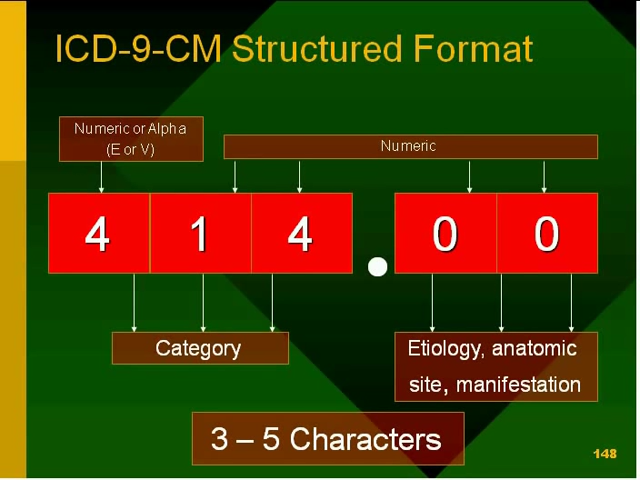 ICD-9-CM Structured Format
Numeric or Alpha
(E or V)
Numeric
4 1 4 . 0 0
Category
Etiology, anatomic
site, manifestation
3 – 5 Characters
148